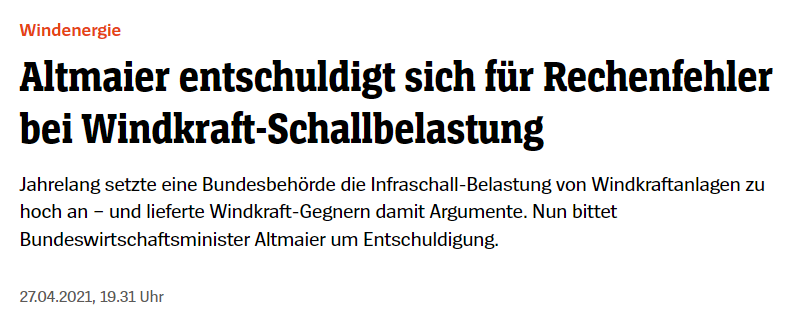 Windenergie
Altmaier entschuldigt sich für Rechenfehler
bei Windkraft-Schallbelastung
Jahrelang setzte eine Bundesbehörde die Infraschall-Belastung von Windkraftanlagen zu
hoch an – und lieferte Windkraft-Gegnern damit Argumente. Nun bittet
Bundeswirtschaftsminister Altmaier um Entschuldigung.
27.04.2021, 19.31 Uhr